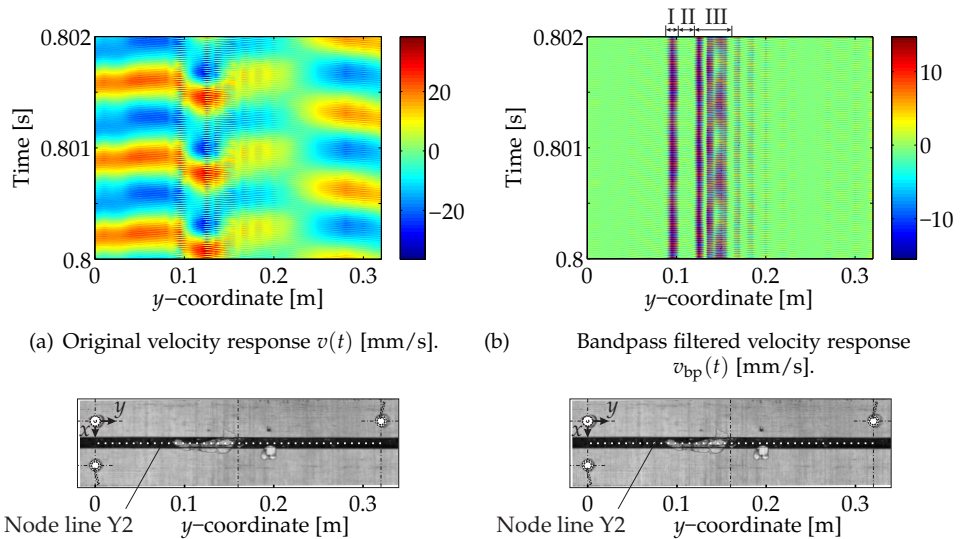 I II III
0.802
0.801
0.8
Time [s]
0 0.1 0.2 0.3
y−coordinate [m]
20
0
−20
0.802
0.801
0.8
Time [s]
0 0.1 0.2 0.3
y−coordinate [m]
10
0
−10
(a) Original velocity response v(t) [mm/s].
(b) Bandpass filtered velocity response
v_bp(t) [mm/s].
y
x
0 0.1 0.2 0.3
Node line Y2
y−coordinate [m]
y
x
0 0.1 0.2 0.3
Node line Y2
y−coordinate [m]